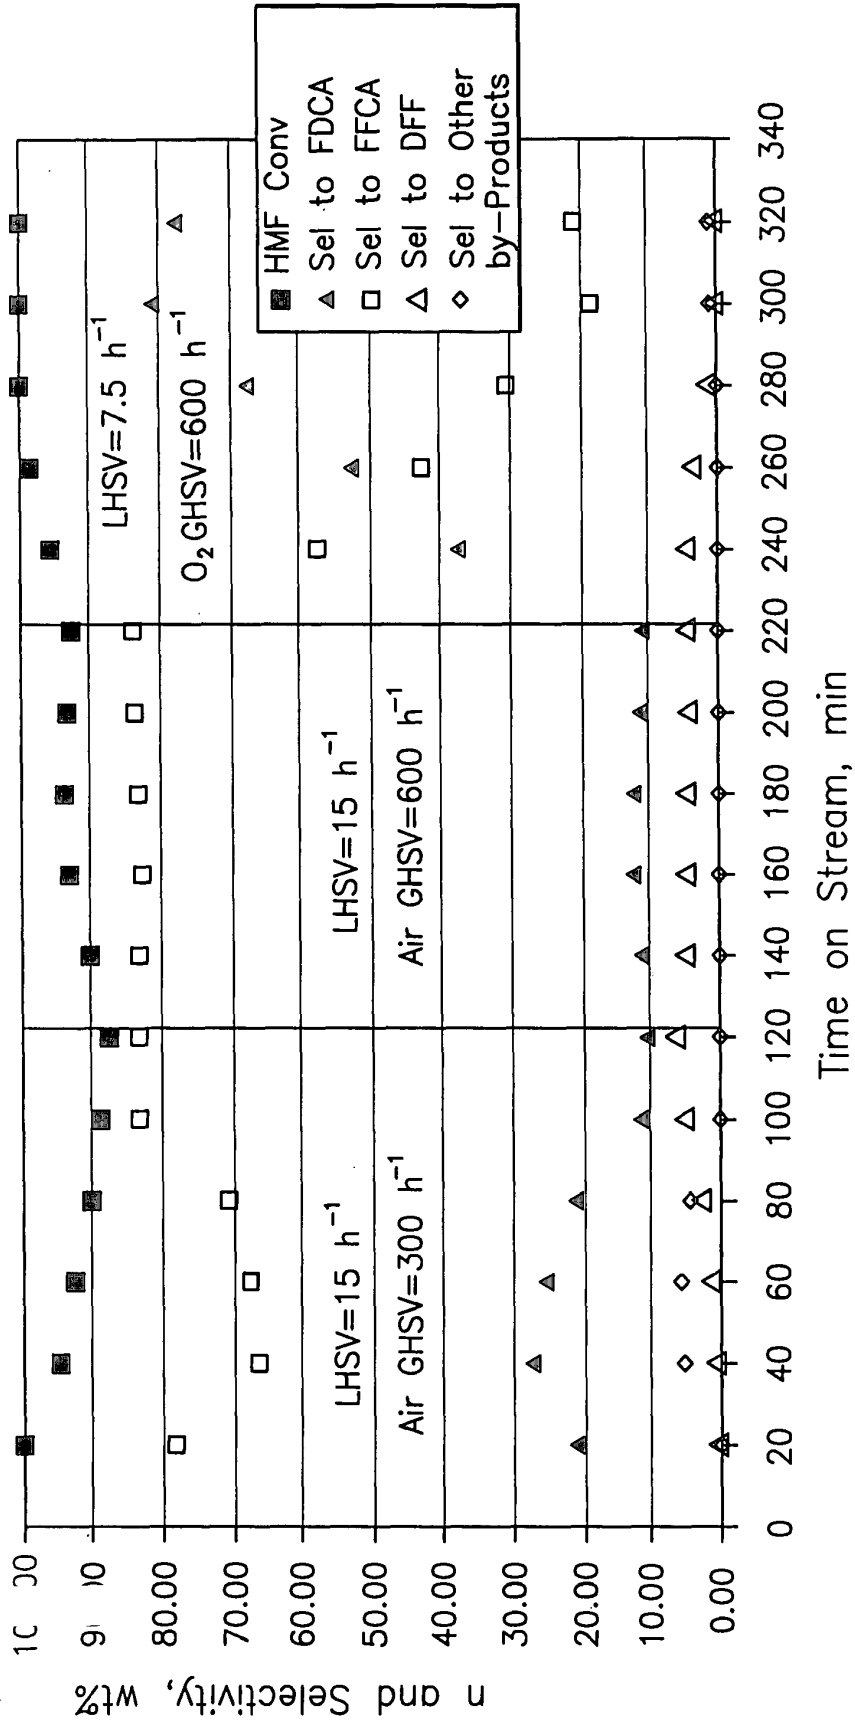 HMF Conv
Sel to FDCA
Sel to FFCA
Sel to DFF
Sel to Other
by-Products
LHSV=7.5 h⁻¹
O₂ GHSV=600 h⁻¹
LHSV=15 h⁻¹
Air GHSV=600 h⁻¹
LHSV=15 h⁻¹
Air GHSV=300 h⁻¹
80.00
70.00
60.00
50.00
40.00
30.00
20.00
10.00
0.00
n and Selectivity, wt%
0 20 40 60 80 100 120 140 160 180 200 220 240 260 280 300 320 340
Time on Stream, min